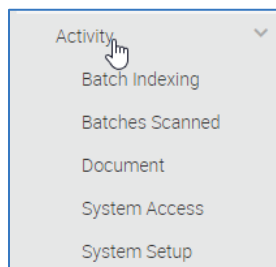 Activity
Batch Indexing
Batches Scanned
Document
System Access
System Setup